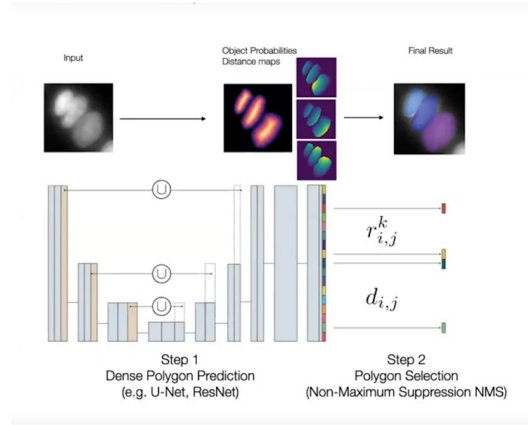 Input
Object Probabilities
Distance maps
Final Result
U
U
U
r^k_{i,j}
d_{i,j}
Step 1
Dense Polygon Prediction
(e.g. U-Net, ResNet)
Step 2
Polygon Selection
(Non-Maximum Suppression NMS)